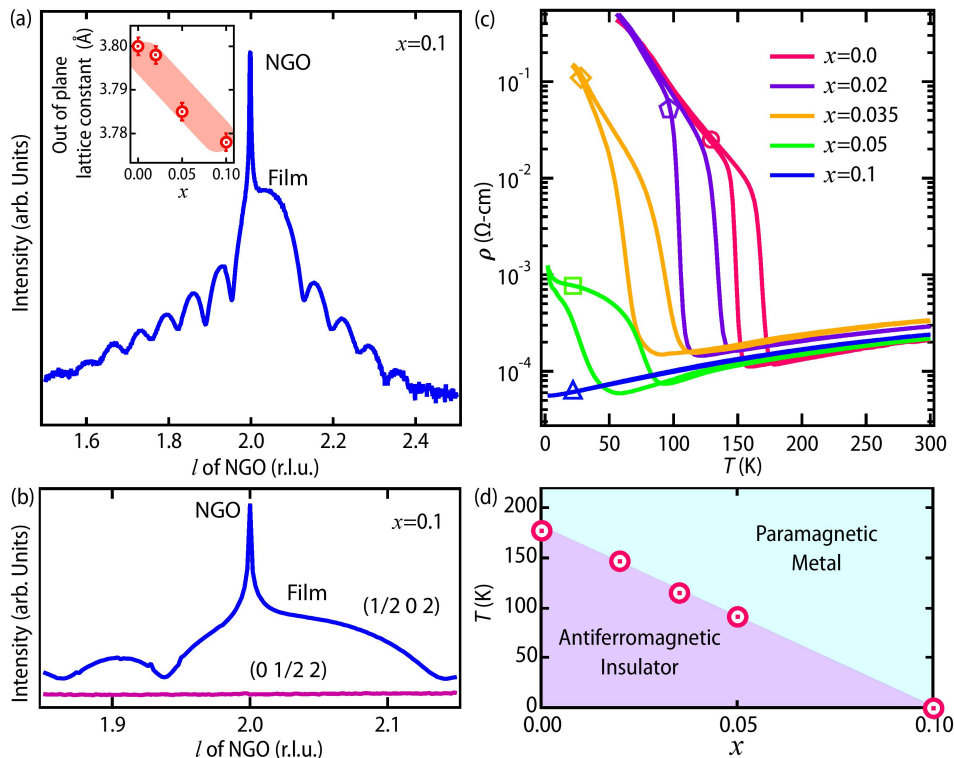 (a)
x=0.1
NGO
Film
Intensity (arb. Units)
1.6
1.8
2.0
2.2
2.4
l of NGO (r.l.u.)
Out of plane
lattice constant (Å)
3.80
3.79
3.78
0.00
0.05
0.10
x
(b)
x=0.1
NGO
Film
(1/2 0 2)
(0 1/2 2)
Intensity (arb. Units)
1.9
2.0
2.1
l of NGO (r.l.u.)
(c)
x=0.0
x=0.02
x=0.035
x=0.05
x=0.1
ρ (Ω-cm)
10⁻¹
10⁻²
10⁻³
10⁻⁴
0
50
100
150
200
250
300
T (K)
(d)
T (K)
200
150
100
50
0
Paramagnetic
Metal
Antiferromagnetic
Insulator
0.00
0.05
0.10
x